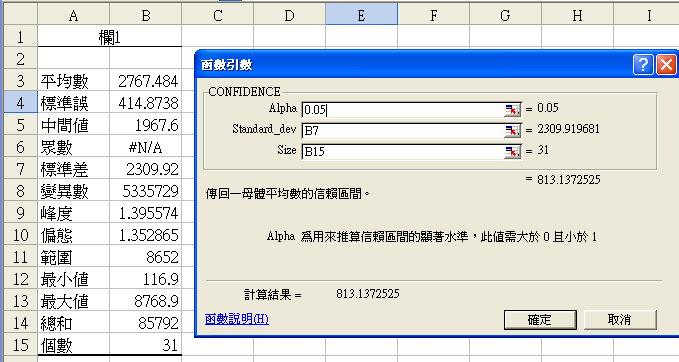 A B C D E F G H I
1 欄1
2
3 平均數 2767.484
4 標準誤 414.8738
5 中間值 1967.6
6 眾數 #N/A
7 標準差 2309.92
8 變異數 5335729
9 峰度 1.395574
10 偏態 1.352865
11 範圍 8652
12 最小值 116.9
13 最大值 8768.9
14 總和 85792
15 個數 31
函數引數
CONFIDENCE
Alpha 0.05 = 0.05
Standard_dev B7 = 2309.919681
Size B15 = 31
= 813.1372525
傳回一母體平均數的信賴區間。
Alpha 為用來推算信賴區間的顯著水準，此值需大於 0 且小於 1
計算結果 = 813.1372525
函數說明(H) 確定 取消